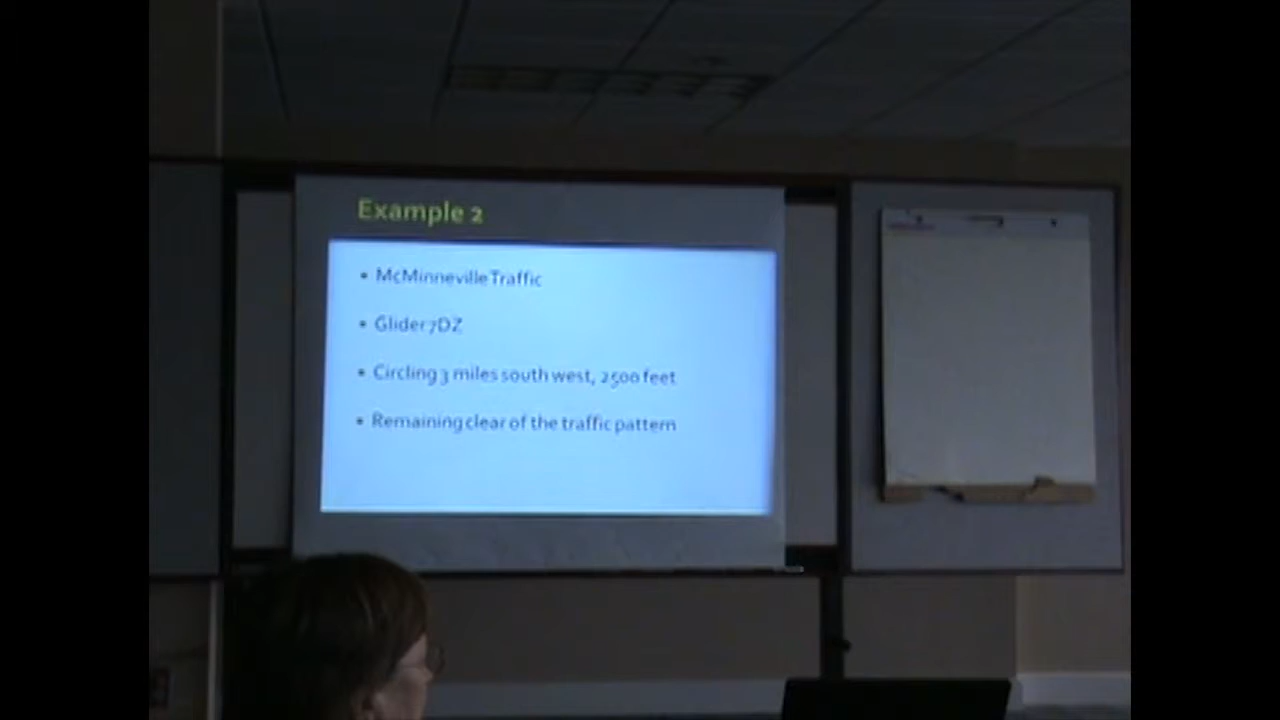 Example 2
• McMinneville Traffic
• Glider 7DZ
• Circling 3 miles south west, 2500 feet
• Remaining clear of the traffic pattern